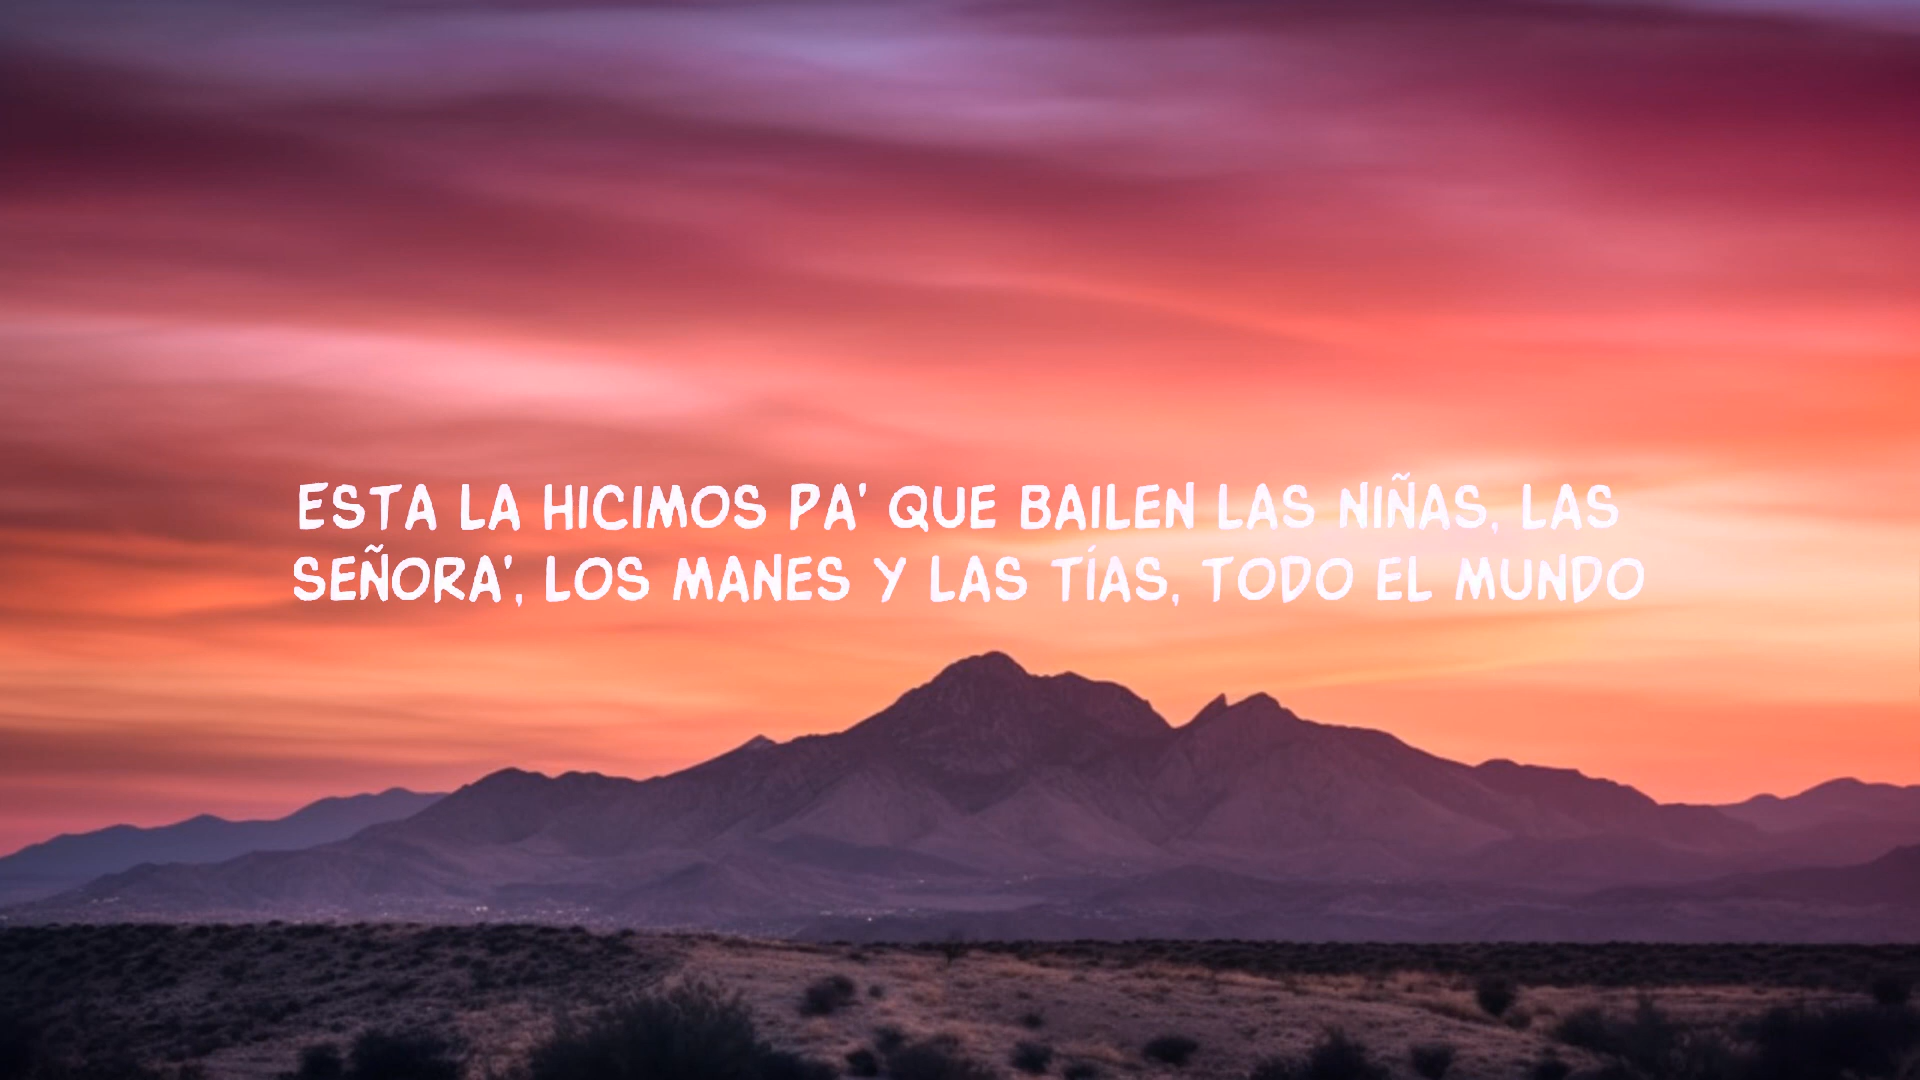 ESTA LA HICIMOS PA' QUE BAILEN LAS NIÑAS, LAS
SEÑORA', LOS MANES Y LAS TÍAS, TODO EL MUNDO